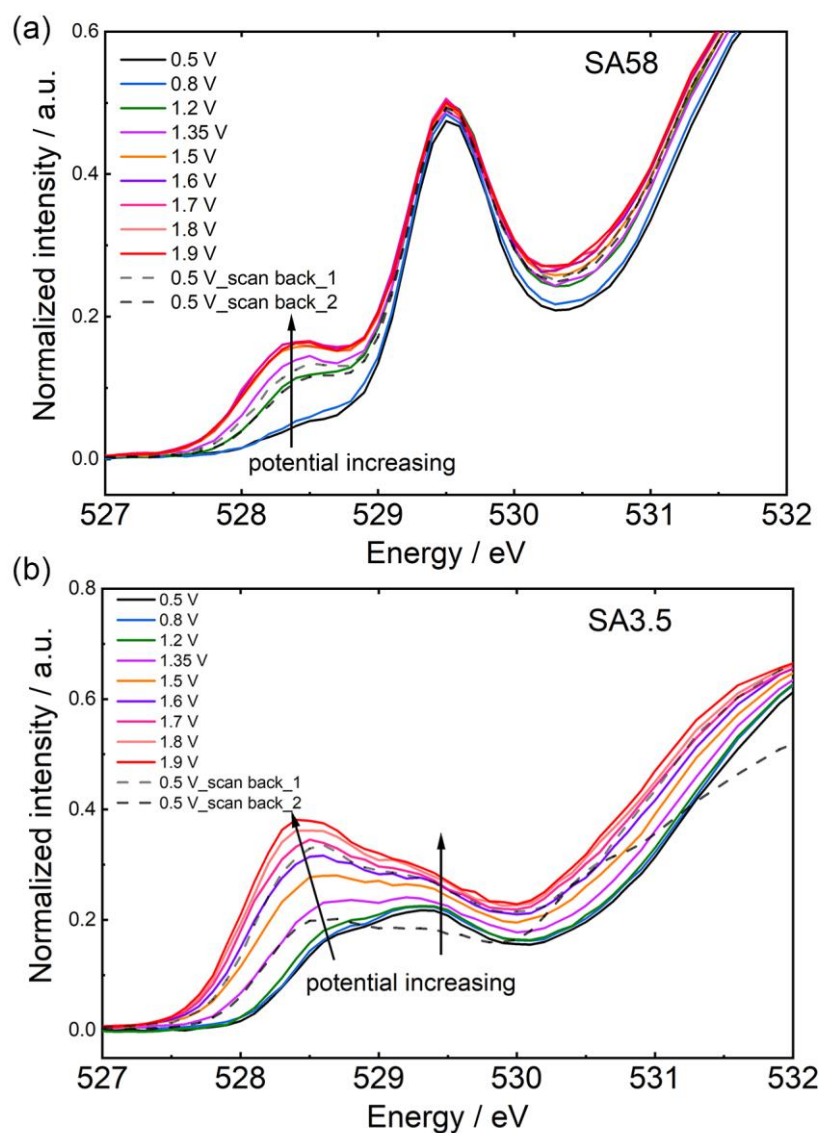 (a)
0.6
SA58
0.5 V
0.8 V
1.2 V
1.35 V
1.5 V
1.6 V
1.7 V
1.8 V
1.9 V
0.5 V_scan back_1
0.5 V_scan back_2
0.4
0.2
0.0
Normalized intensity / a.u.
potential increasing
527 528 529 530 531 532
Energy / eV
(b)
0.8
SA3.5
0.5 V
0.8 V
1.2 V
1.35 V
1.5 V
1.6 V
1.7 V
1.8 V
1.9 V
0.5 V_scan back_1
0.5 V_scan back_2
0.6
0.4
0.2
0.0
Normalized intensity / a.u.
potential increasing
527 528 529 530 531 532
Energy / eV